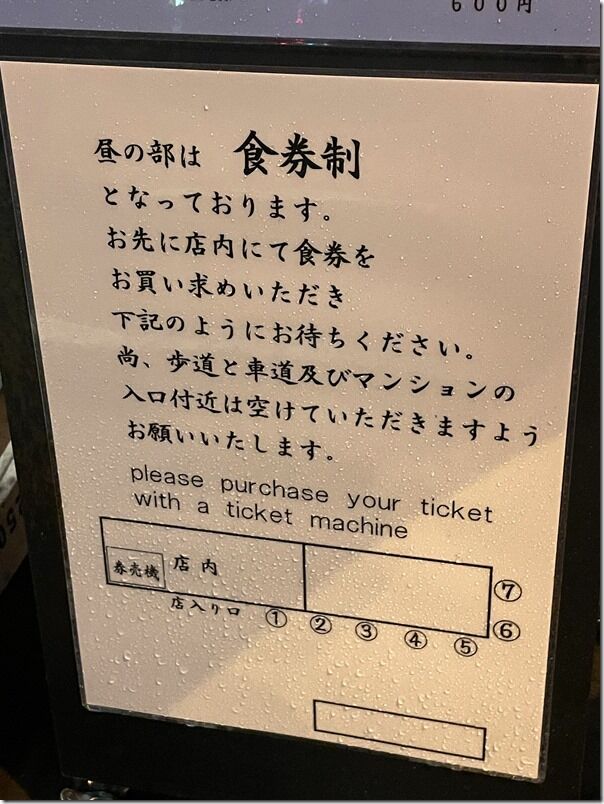 600円
昼の部は 食券制
となっております。
お先に店内にて食券を
お買い求めいただき
下記のようにお待ちください。
尚、歩道と車道及びマンションの
入口付近は空けていただきますよう
お願いいたします。
please purchase your ticket
with a ticket machine
券売機 店内
店入り口 ① ② ③ ④ ⑤ ⑥ ⑦